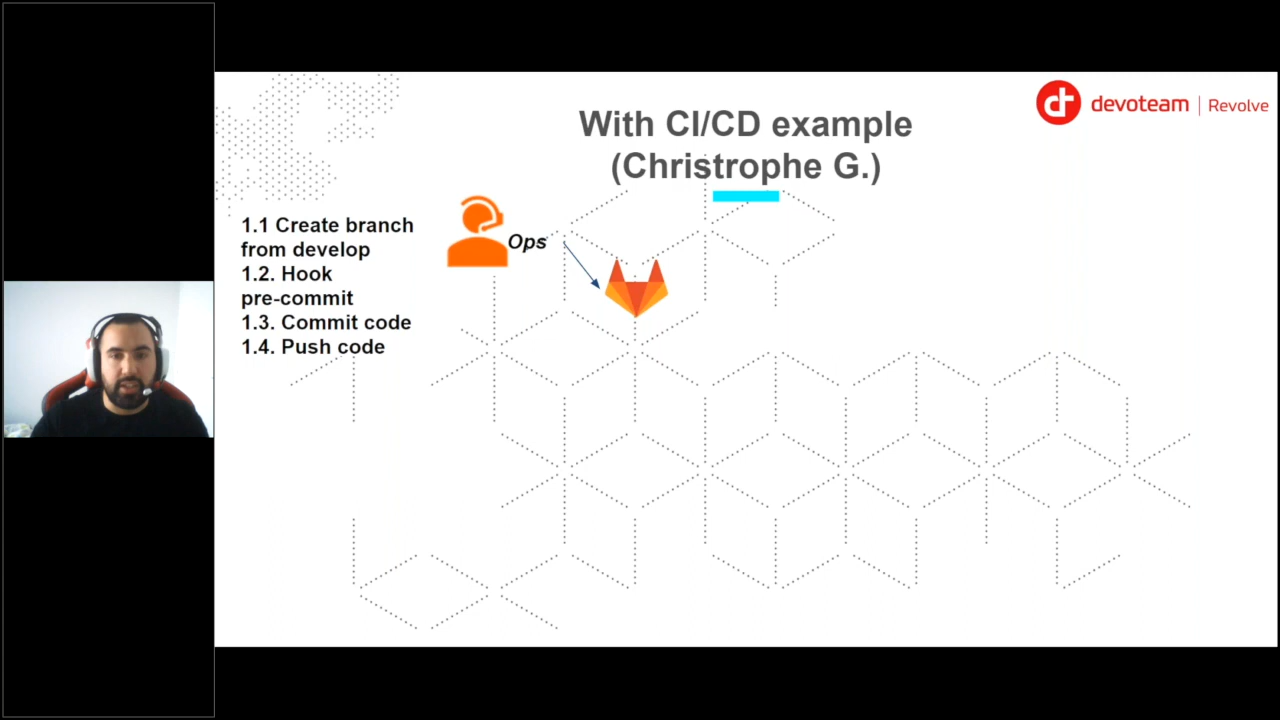 With CI/CD example
(Christrophe G.)
devoteam | Revolve
1.1 Create branch
from develop
1.2. Hook
pre-commit
1.3. Commit code
1.4. Push code
Ops